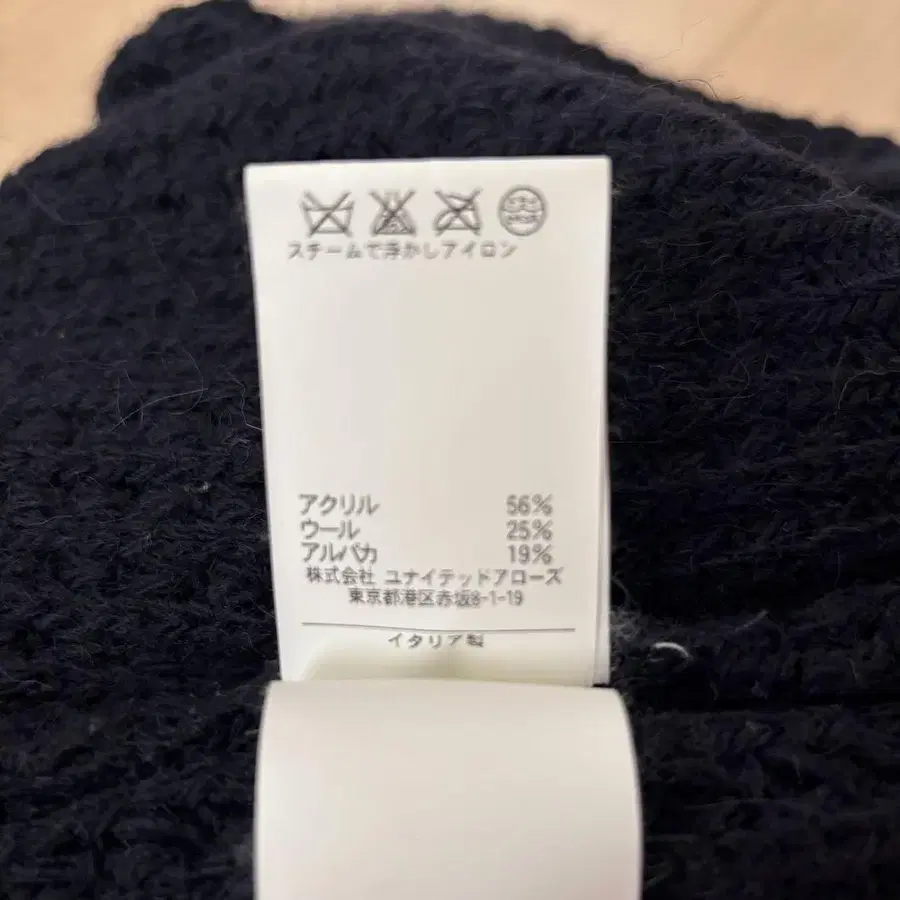 スチームで浮かしアイロン
アクリル 56%
ウール 25%
アルパカ 19%
株式会社 ユナイテッドアローズ
東京都港区赤坂8-1-19
イタリア製